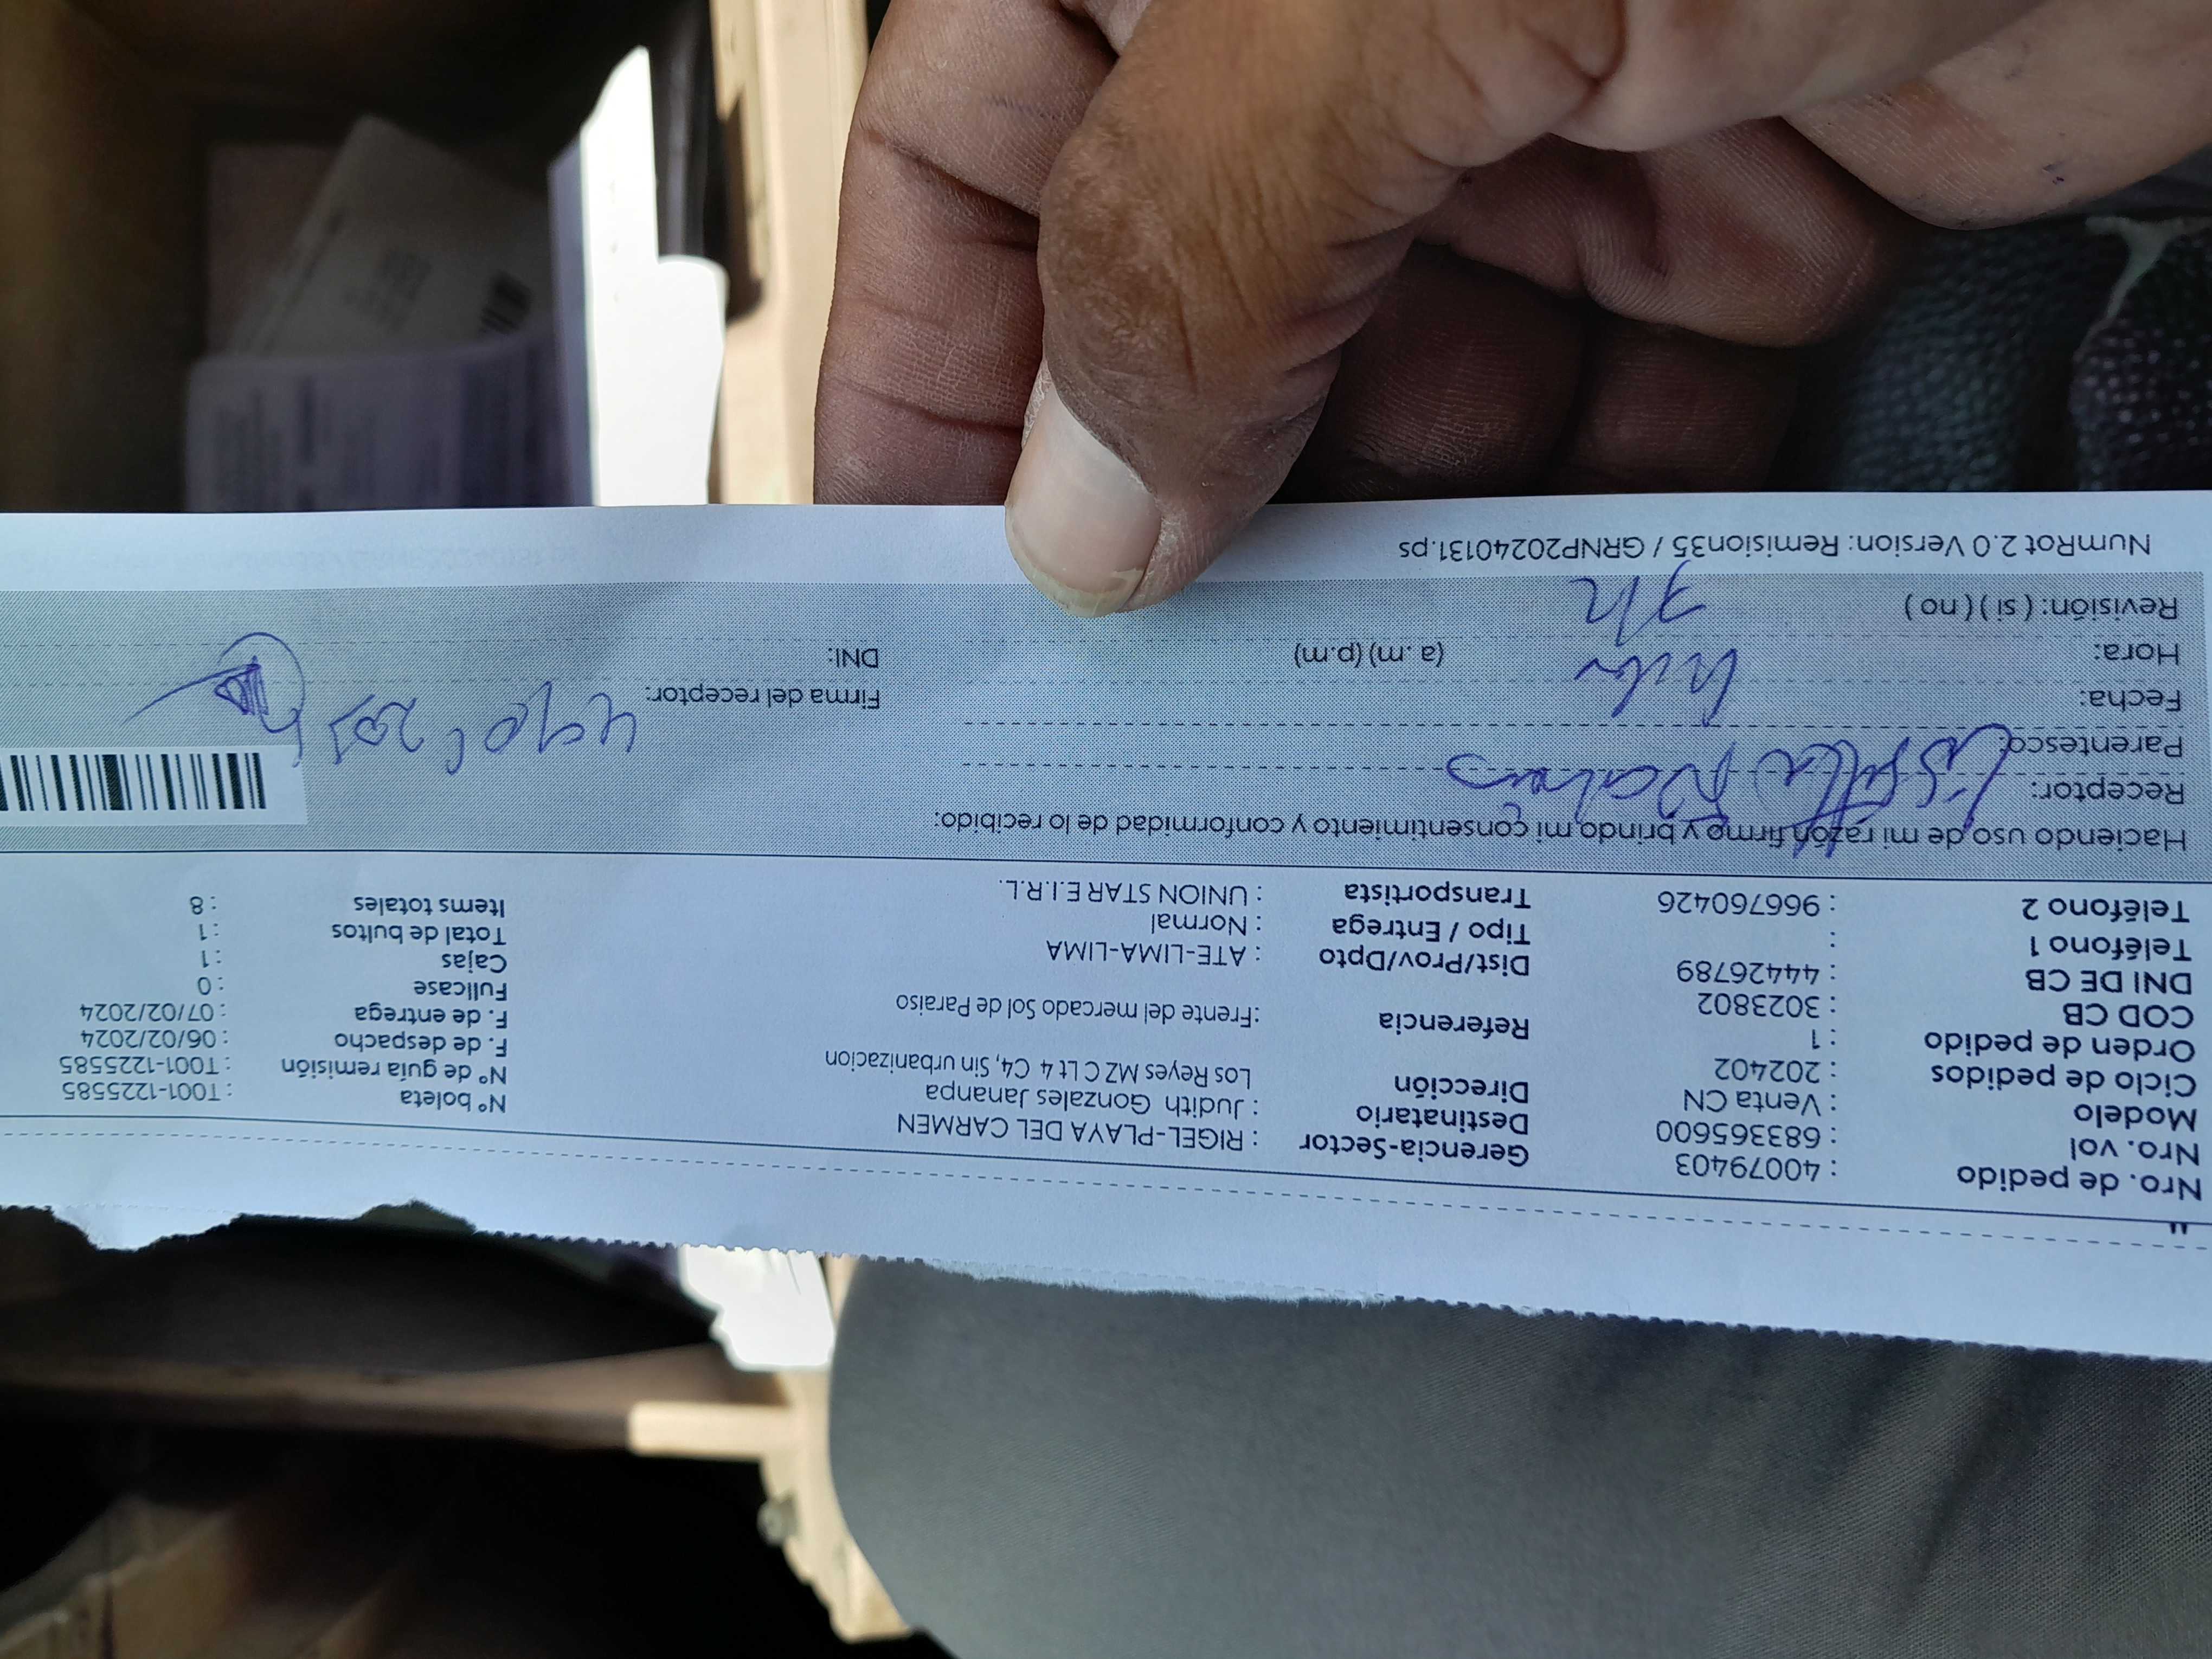 Nro. de pedido : 40079403
Nro. vol : 683365600
Modelo : Venta CN
Ciclo de pedidos : 202402
Orden de pedido : 1
COD CB : 3023802
DNI DE CB : 44426789
Teléfono 1 :
Teléfono 2 : 966760426
Gerencia-Sector : RIGEL-PLAYA DEL CARMEN
Destinatario : Judith Gonzales Jananpa
Dirección Los Reyes MZ C Lt 4 C4, Sin urbanizacion
Referencia :Frente del mercado Sol de Paraiso
Dist/Prov/Dpto : ATE-LIMA-LIMA
Tipo / Entrega : Normal
Transportista : UNION STAR E.I.R.L.
N° boleta : T001-1225585
N° de guía remisión : T001-1225585
F. de despacho : 06/02/2024
F. de entrega : 07/02/2024
Fullcase : 0
Cajas : 1
Total de bultos : 1
Items totales : 8
Haciendo uso de mi razón firmo y brindo mi consentimiento y conformidad de lo recibido:
Receptor:
Parentesco:
Fecha:
Hora: (a .m) (p.m)
Revisión: ( si ) ( no )
Firma del receptor:
DNI:
NumRot 2.0 Version: Remision35 / GRNP20240131.ps